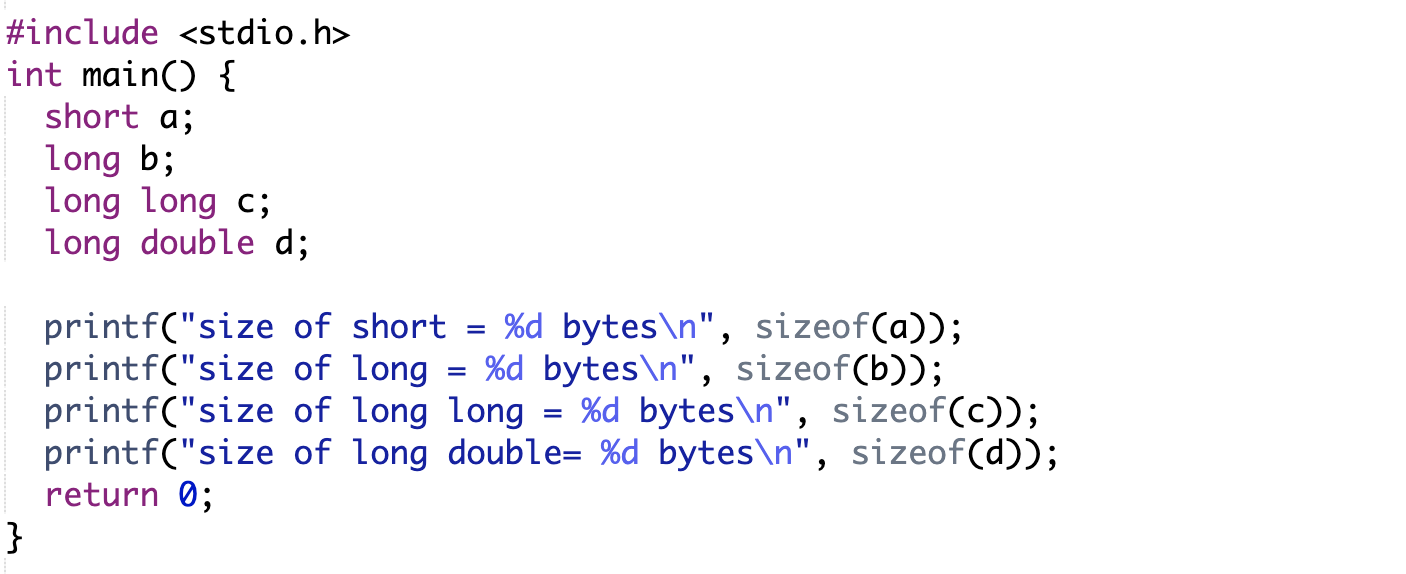 #include <stdio.h>
int main() {
  short a;
  long b;
  long long c;
  long double d;

  printf("size of short = %d bytes\n", sizeof(a));
  printf("size of long = %d bytes\n", sizeof(b));
  printf("size of long long = %d bytes\n", sizeof(c));
  printf("size of long double= %d bytes\n", sizeof(d));
  return 0;
}